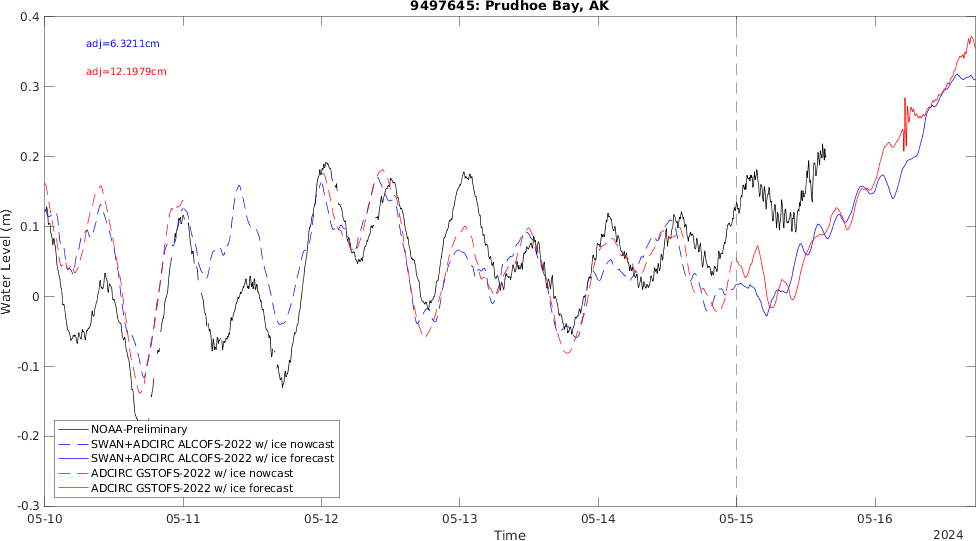 9497645: Prudhoe Bay, AK
0.4
adj=6.3211cm
adj=12.1979cm
0.3
0.2
0.1
0
-0.1
-0.2
-0.3
Water Level (m)
NOAA-Preliminary
SWAN+ADCIRC ALCOFS-2022 w/ ice nowcast
SWAN+ADCIRC ALCOFS-2022 w/ ice forecast
ADCIRC GSTOFS-2022 w/ ice nowcast
ADCIRC GSTOFS-2022 w/ ice forecast
05-10 05-11 05-12 05-13 05-14 05-15 05-16
Time
2024